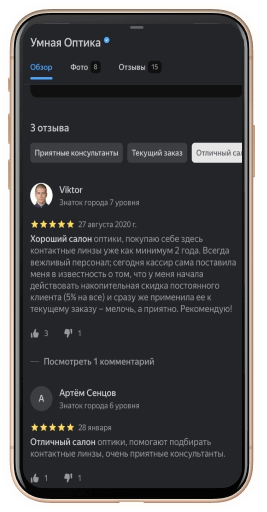 Умная Оптика
Обзор Фото 8 Отзывы 15
3 отзыва
Приятные консультанты Текущий заказ Отличный сал
Viktor
Знаток города 7 уровня
27 августа 2020 г.
Хороший салон оптики, покупаю себе здесь
контактные линзы уже как минимум 2 года. Всегда
вежливый персонал; сегодня кассир сама поставила
меня в известность о том, что у меня начала
действовать накопительная скидка постоянного
клиента (5% на все) и сразу же применила ее к
текущему заказу – мелочь, а приятно. Рекомендую!
3 1
Посмотреть 1 комментарий
А
Артём Сенцов
Знаток города 6 уровня
28 января
Отличный салон оптики, помогают подбирать
контактные линзы, очень приятные консультанты.
1 1